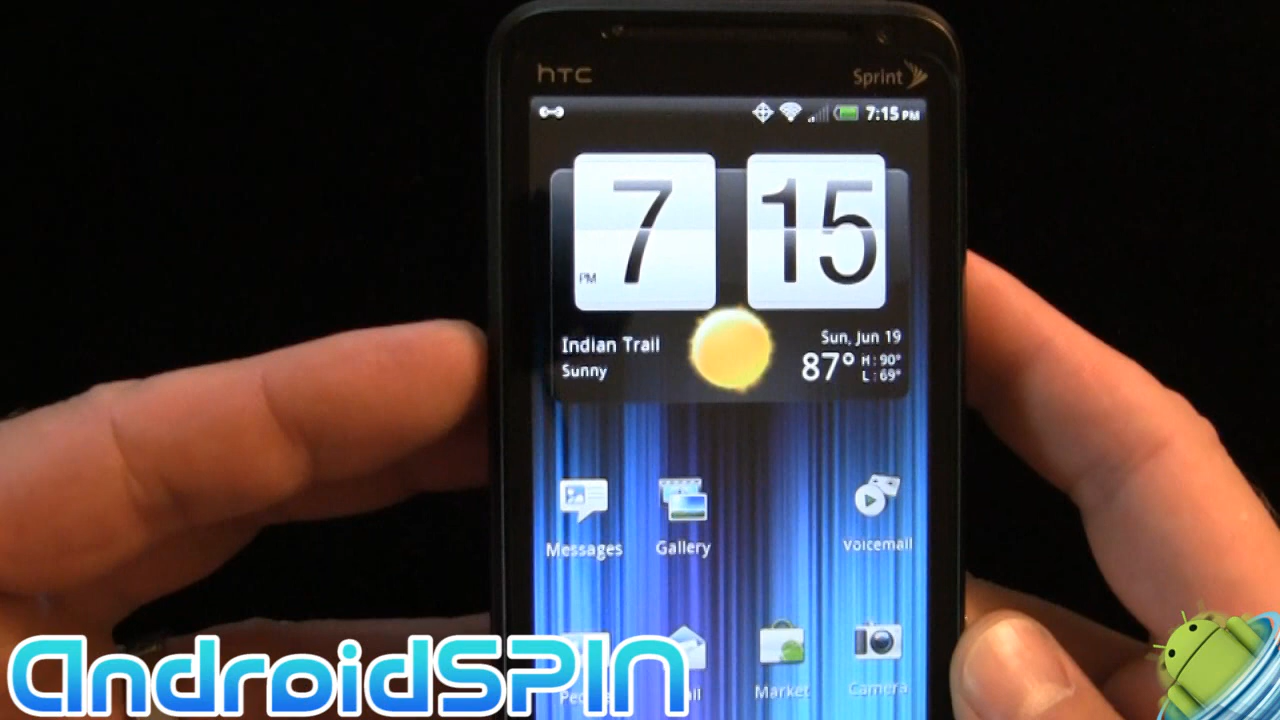 hTC Sprint
7:15 PM
7 15
PM
Indian Trail
Sunny
Sun, Jun 19
87° H: 90°
L: 69°
Messages Gallery Voicemail
Market Camera
AndroidSPIN